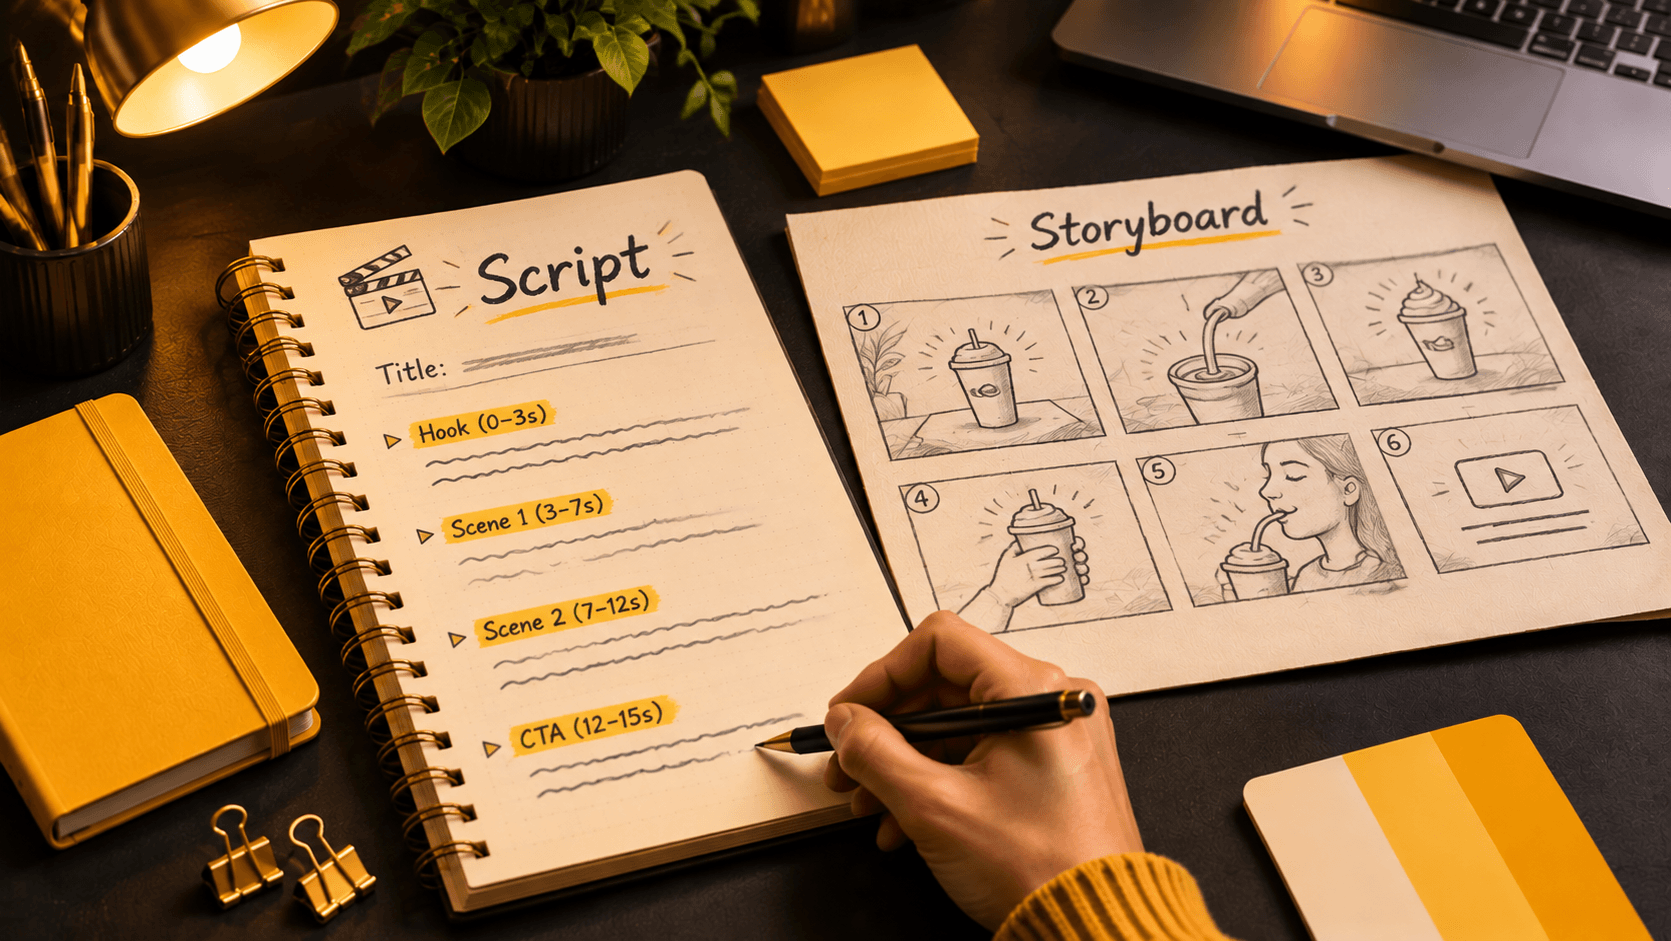 Script
Title:
Hook (0–3s)
Scene 1 (3–7s)
Scene 2 (7–12s)
CTA (12–15s)
Storyboard
1
2
3
4
5
6